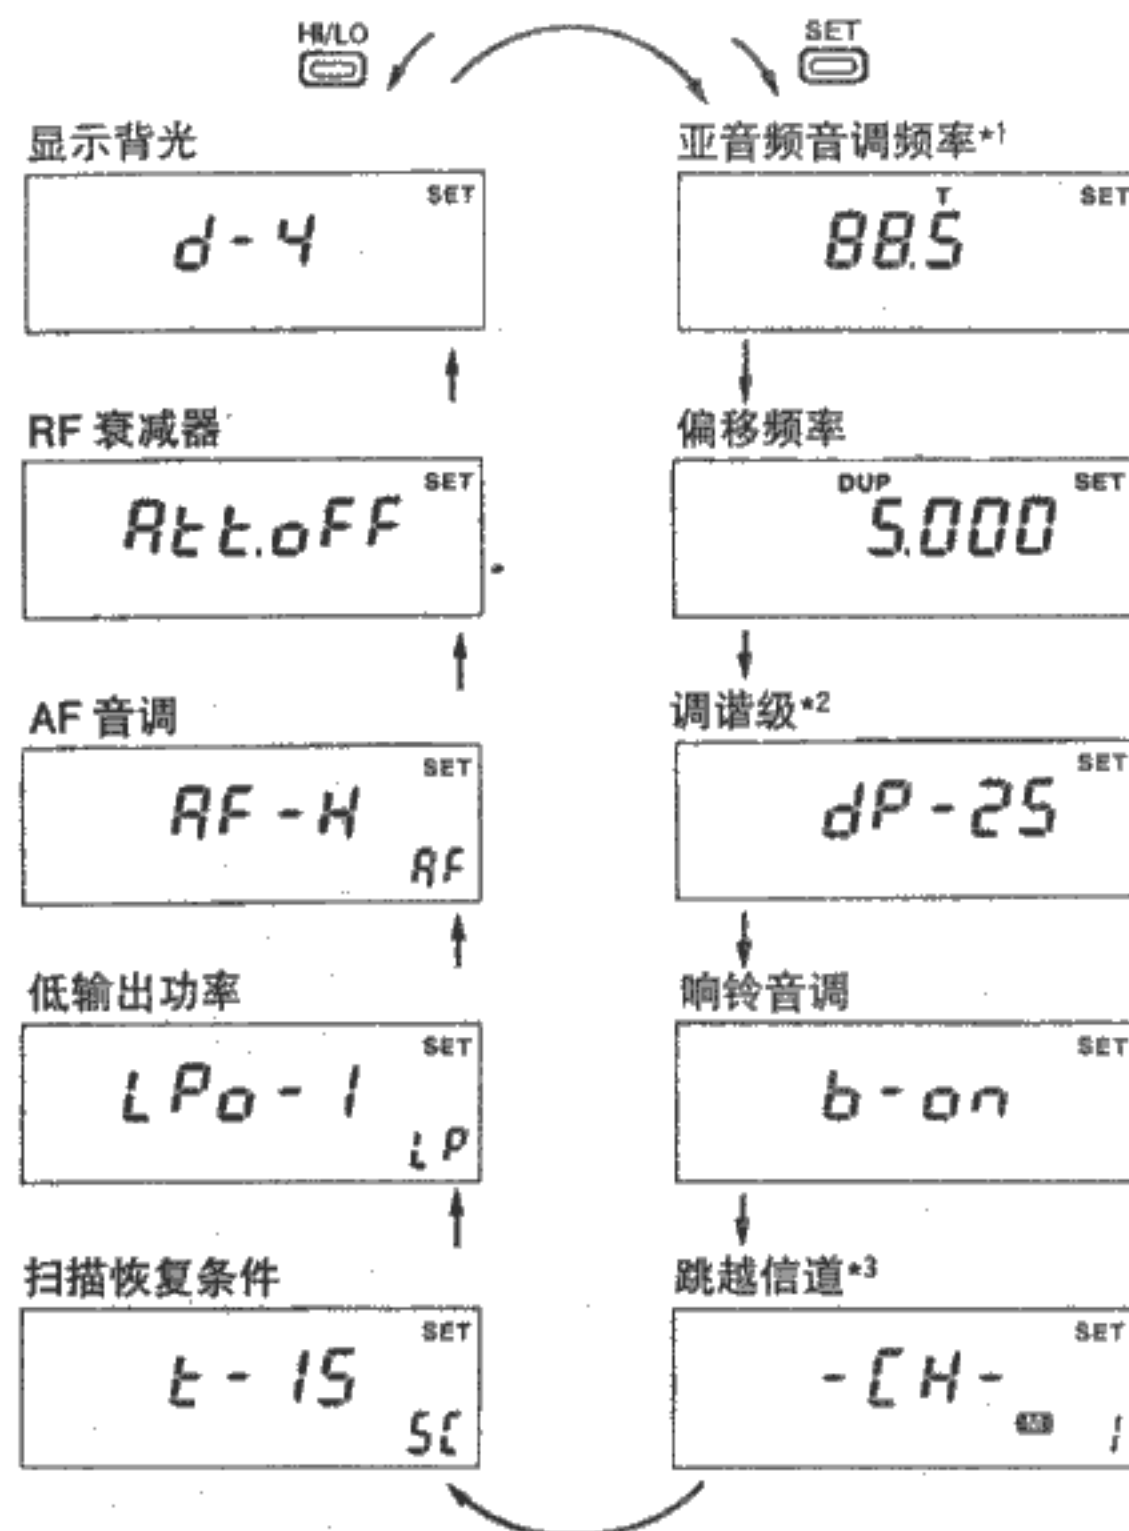 HI/LO
SET
显示背光
SET
d-4
RF 衰减器
SET
Att.oFF
AF 音调
SET
AF-H
AF
低输出功率
SET
LPo-1
LP
扫描恢复条件
SET
t-15
SC
亚音频音调频率*1
T SET
88.5
偏移频率
DUP SET
5.000
调谐级*2
SET
dP-25
响铃音调
SET
b-on
跳越信道*3
SET
-CH-
1